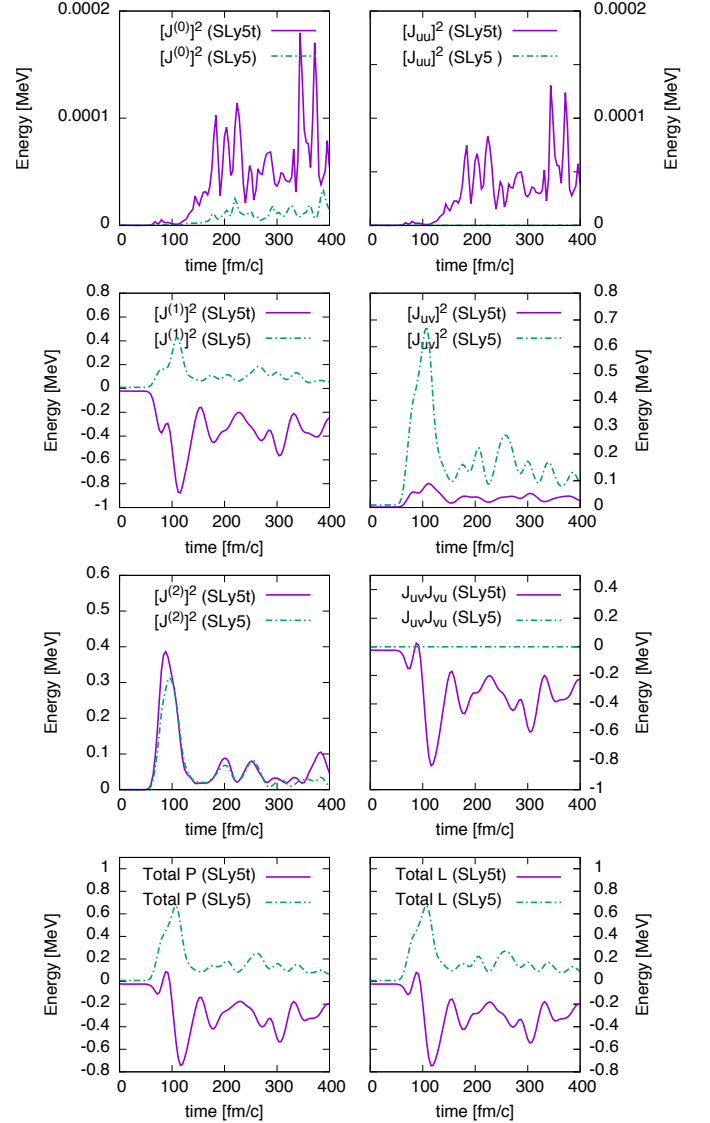 0.0002
[J(0)]2 (SLy5t)
[J(0)]2 (SLy5)
0.0001
0
Energy [MeV]
0 100 200 300 400
time [fm/c]
0.0002
[Juu]2 (SLy5t)
[Juu]2 (SLy5 )
0.0001
0
Energy [MeV]
0 100 200 300 400
time [fm/c]
0.8
0.6
0.4
0.2
0
-0.2
-0.4
-0.6
-0.8
-1
[J(1)]2 (SLy5t)
[J(1)]2 (SLy5)
Energy [MeV]
0 100 200 300 400
time [fm/c]
0.8
0.7
0.6
0.5
0.4
0.3
0.2
0.1
0
[Juv]2 (SLy5t)
[Juv]2 (SLy5)
Energy [MeV]
0 100 200 300 400
time [fm/c]
0.6
0.5
0.4
0.3
0.2
0.1
0
[J(2)]2 (SLy5t)
[J(2)]2 (SLy5)
Energy [MeV]
0 100 200 300 400
time [fm/c]
0.4
0.2
0
-0.2
-0.4
-0.6
-0.8
-1
JuvJvu (SLy5t)
JuvJvu (SLy5)
Energy [MeV]
0 100 200 300 400
time [fm/c]
1
0.8
0.6
0.4
0.2
0
-0.2
-0.4
-0.6
-0.8
Total P (SLy5t)
Total P (SLy5)
Energy [MeV]
0 100 200 300 400
time [fm/c]
1
0.8
0.6
0.4
0.2
0
-0.2
-0.4
-0.6
-0.8
Total L (SLy5t)
Total L (SLy5)
Energy [MeV]
0 100 200 300 400
time [fm/c]